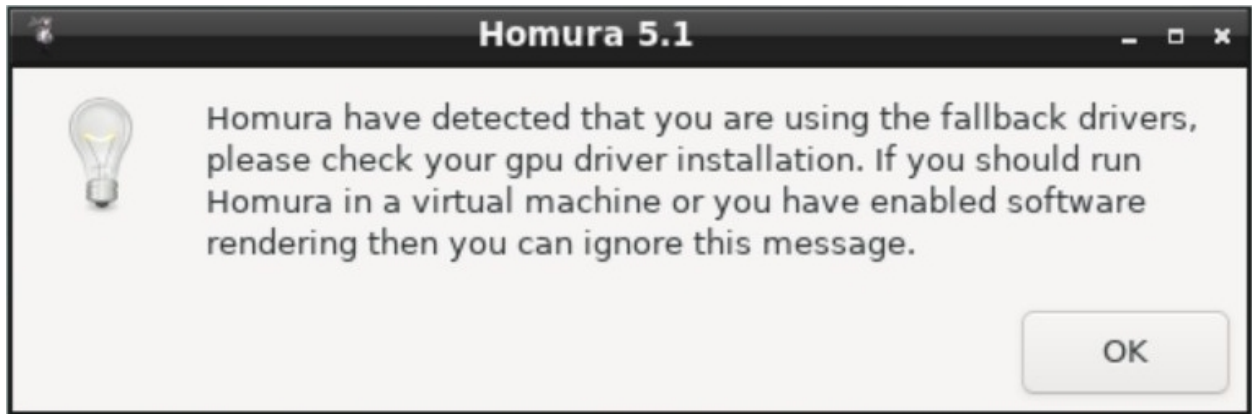 Homura 5.1
Homura have detected that you are using the fallback drivers,
please check your gpu driver installation. If you should run
Homura in a virtual machine or you have enabled software
rendering then you can ignore this message.
OK